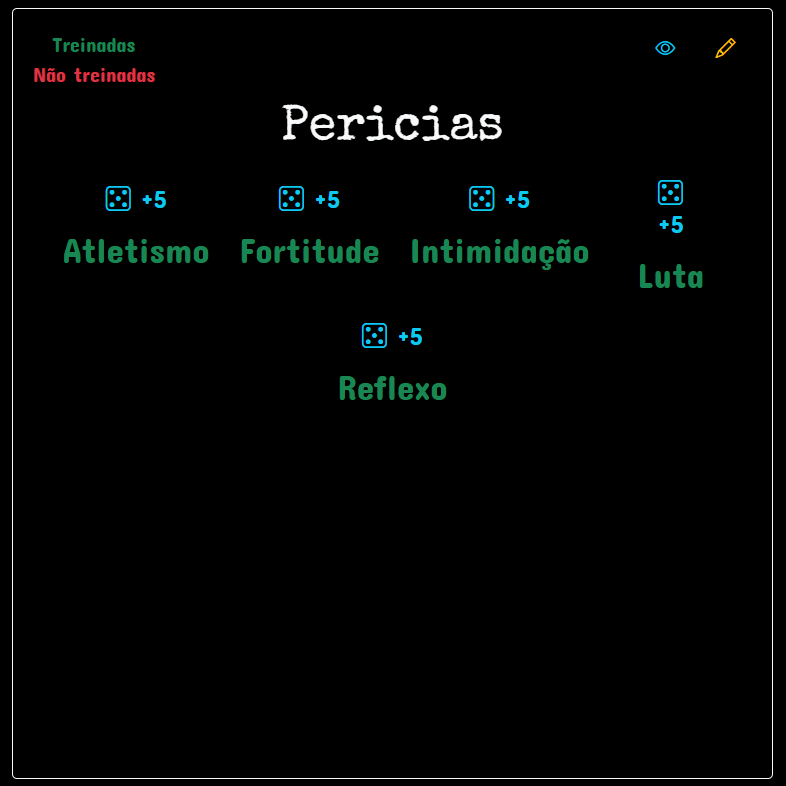 Treinadas
Não treinadas
Pericias
+5 +5 +5 +5
Atletismo Fortitude Intimidação Luta
+5
Reflexo